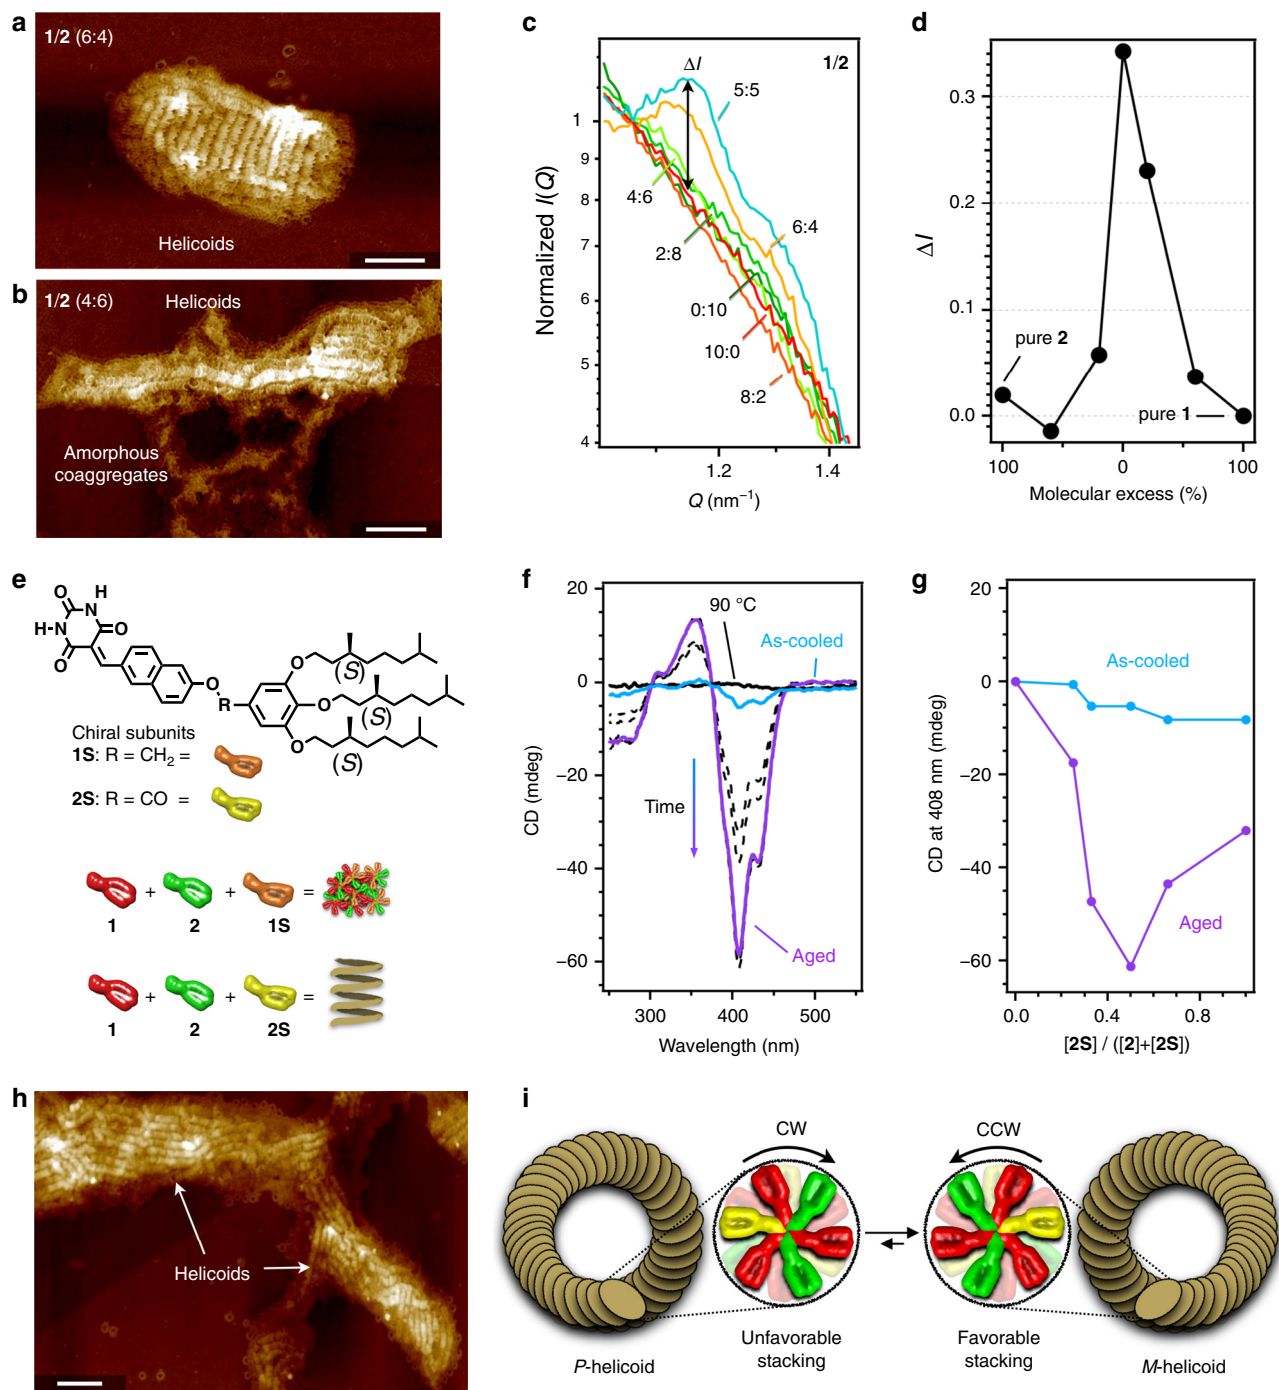 a
1/2 (6:4)
Helicoids
b
1/2 (4:6)
Helicoids
Amorphous
coaggregates
c
1/2
ΔI
5:5
4:6
6:4
2:8
0:10
10:0
8:2
Normalized I(Q)
1
9
8
7
6
5
4
1.2
1.4
Q (nm⁻¹)
d
ΔI
0.3
0.2
0.1
0.0
pure 2
pure 1
100
0
100
Molecular excess (%)
e
O
H
N
H-N
O
O
O
R
O
O
O
(S)
(S)
(S)
Chiral subunits
1S: R = CH₂ =
2S: R = CO =
1 + 2 + 1S =
1 + 2 + 2S =
f
20
0
−20
−40
−60
CD (mdeg)
90 °C
As-cooled
Time
Aged
300
400
500
Wavelength (nm)
g
20
0
−20
−40
−60
CD at 408 nm (mdeg)
As-cooled
Aged
0.0
0.4
0.8
[2S] / ([2]+[2S])
h
Helicoids
i
CW
CCW
Unfavorable
stacking
Favorable
stacking
P-helicoid
M-helicoid